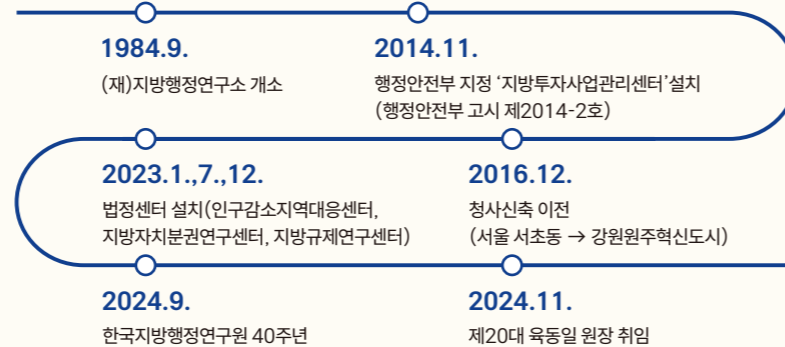 1984.9.
(재)지방행정연구소 개소
2014.11.
행정안전부 지정 ‘지방투자사업관리센터’설치
(행정안전부 고시 제2014-2호)
2016.12.
청사신축 이전
(서울 서초동 → 강원원주혁신도시)
2023.1.,7.,12.
법정센터 설치(인구감소지역대응센터,
지방자치분권연구센터, 지방규제연구센터)
2024.9.
한국지방행정연구원 40주년
2024.11.
제20대 육동일 원장 취임